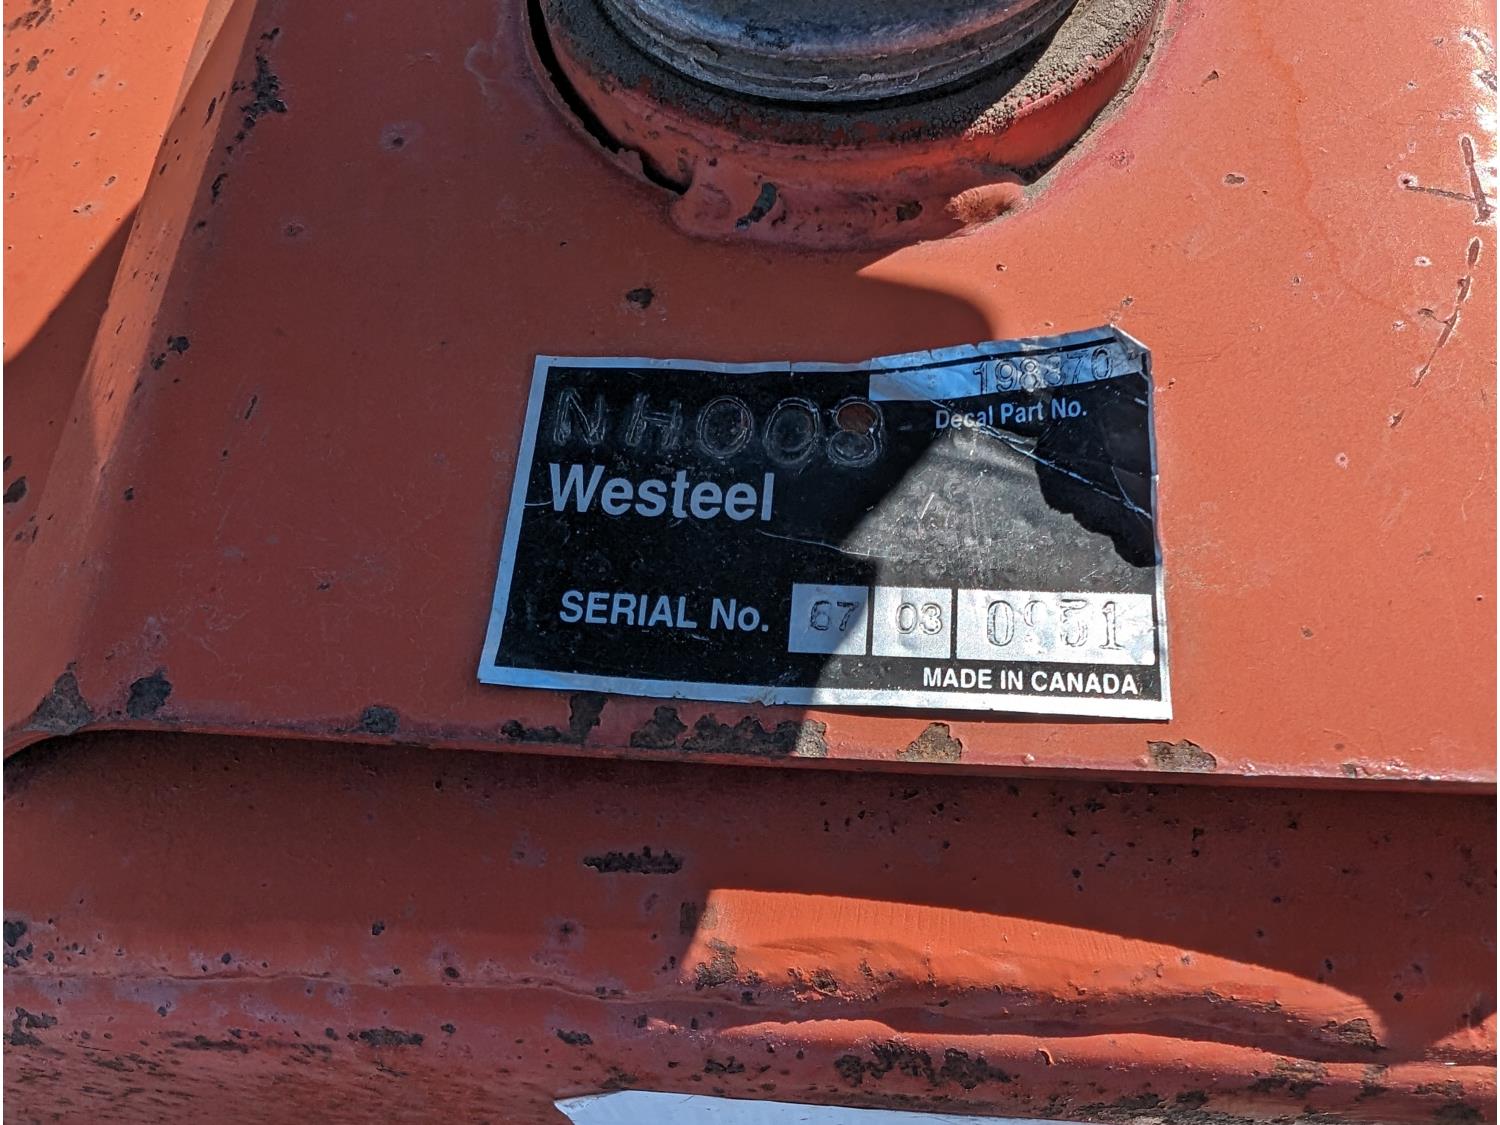 198370
Decal Part No.
NH008
Westeel
SERIAL No. 67 03 0951
MADE IN CANADA